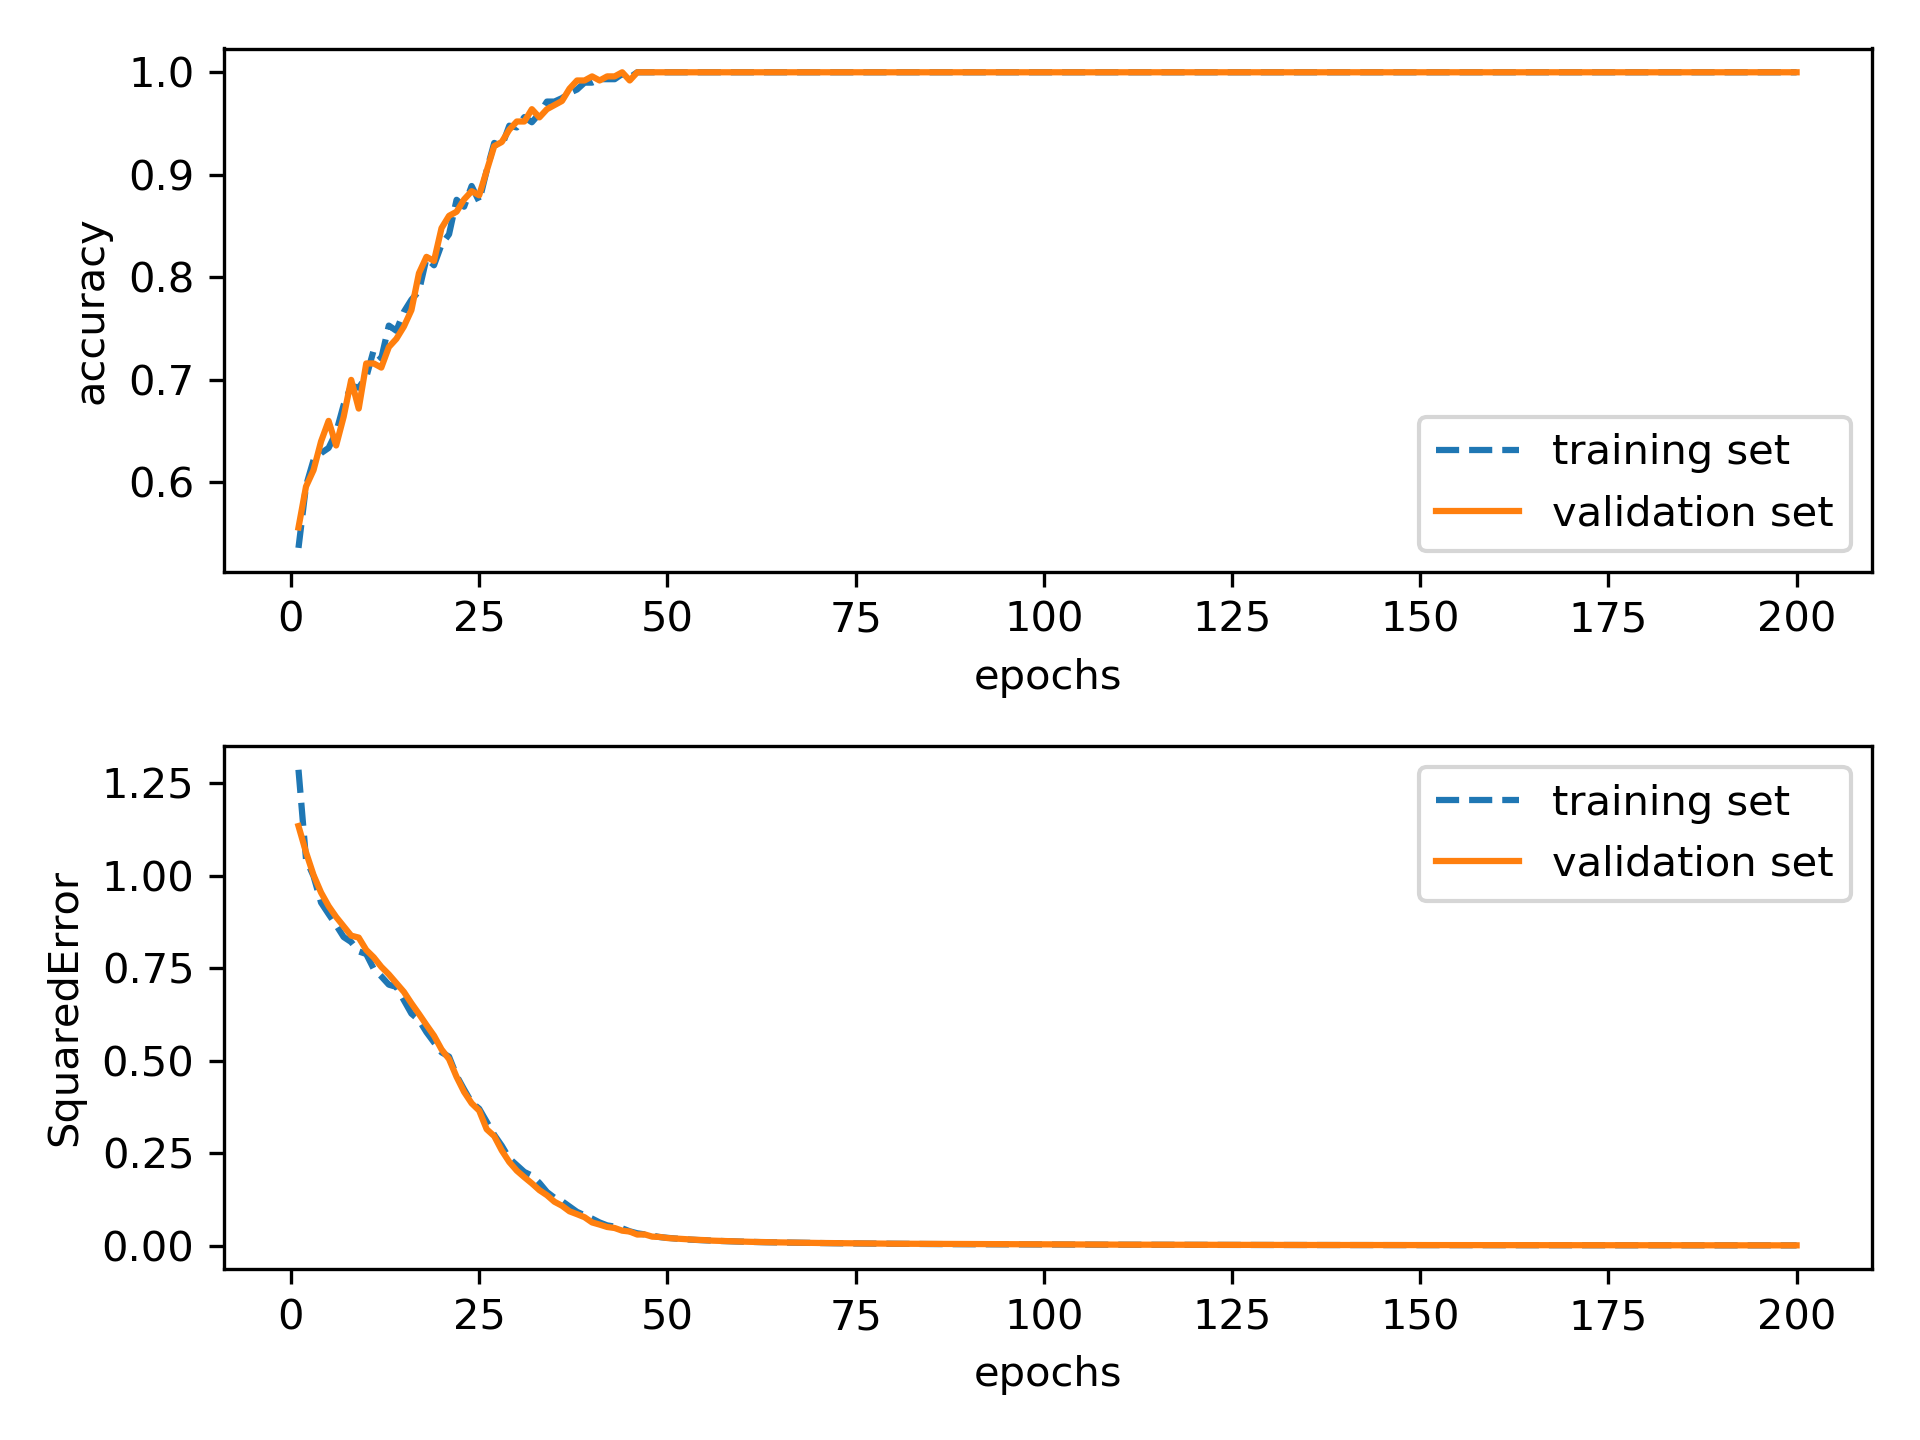 1.0
0.9
0.8
0.7
0.6
accuracy
training set
validation set
0 25 50 75 100 125 150 175 200
epochs
1.25
1.00
0.75
0.50
0.25
0.00
SquaredError
training set
validation set
0 25 50 75 100 125 150 175 200
epochs